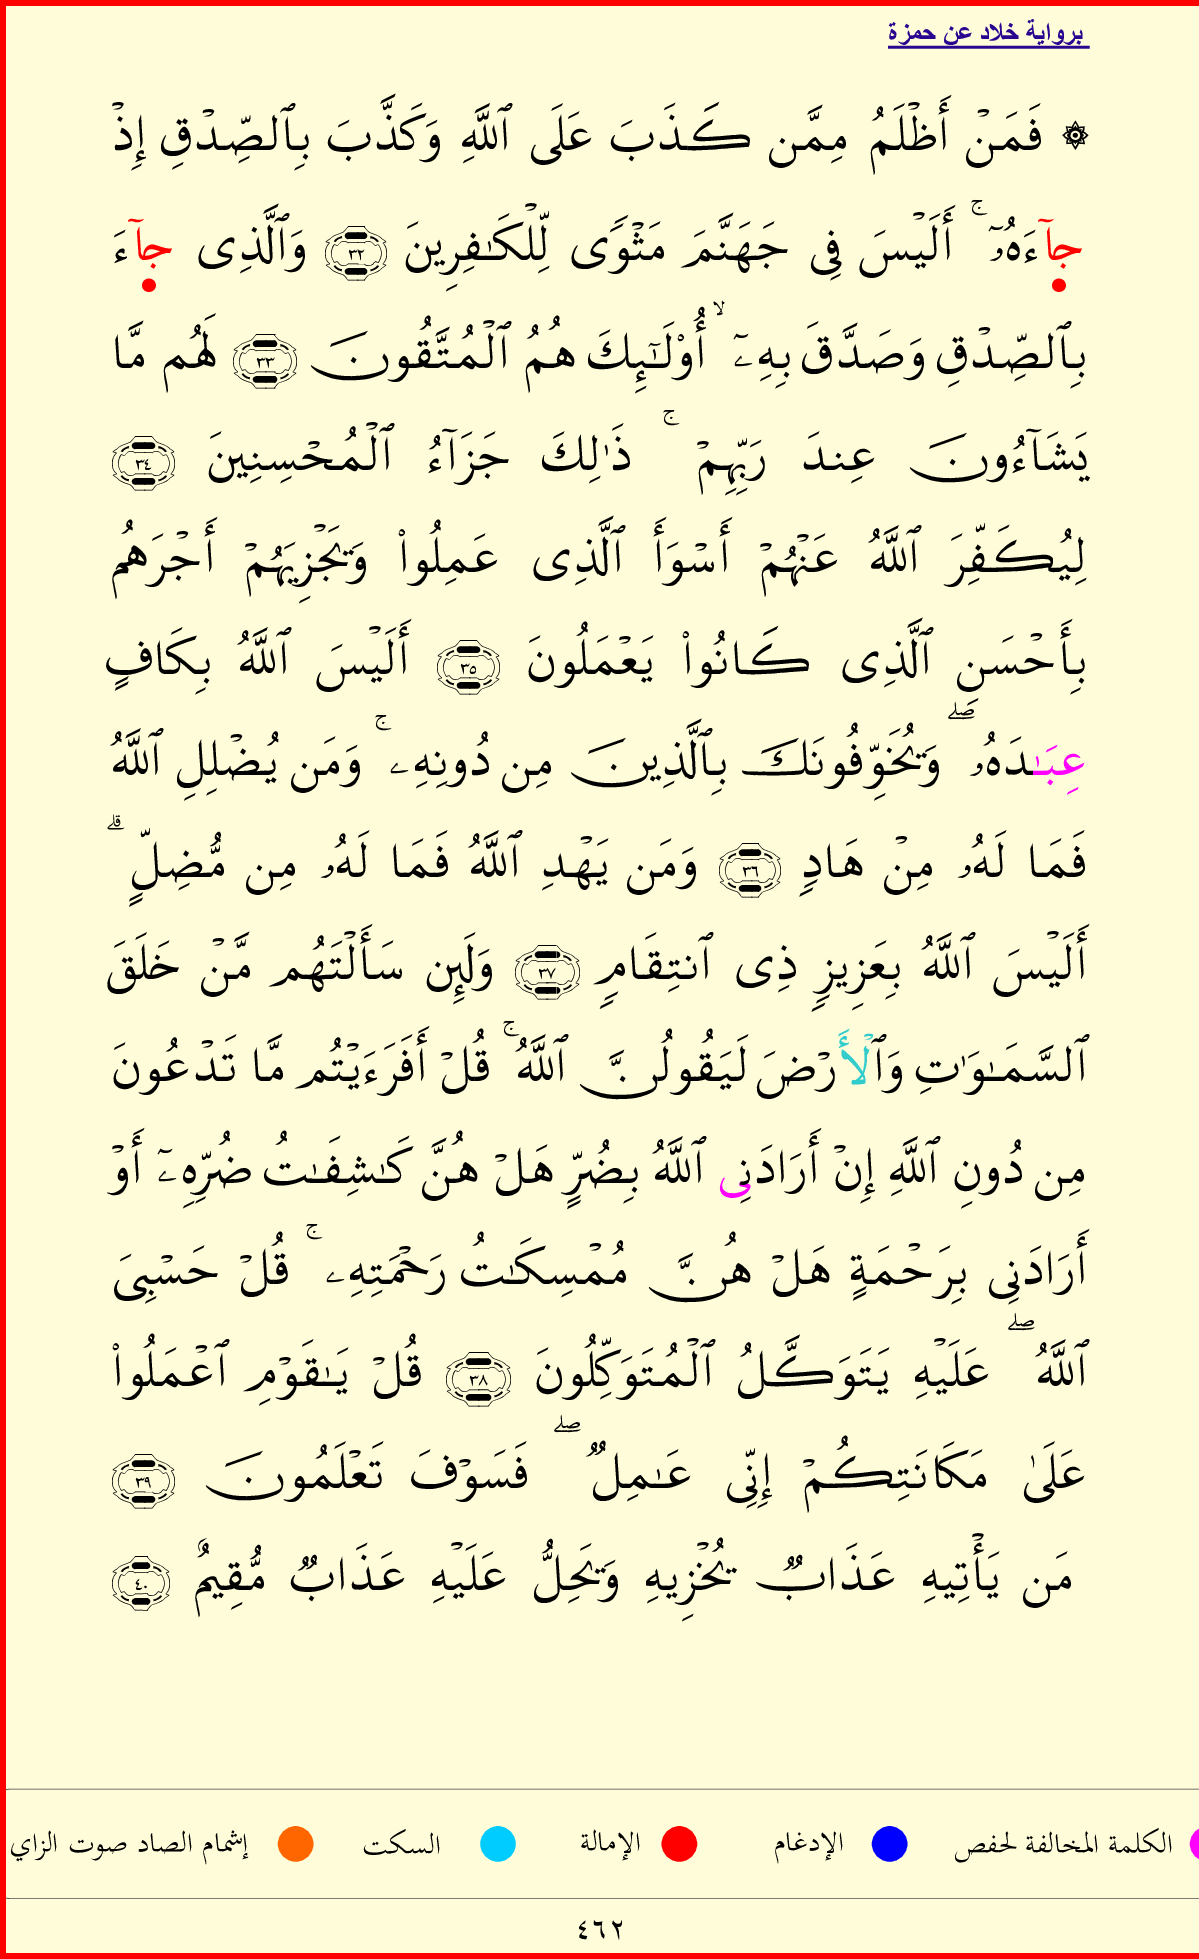 برواية خلاد عن حمزة
۞ فَمَنۡ أَظۡلَمُ مِمَّن كَذَبَ عَلَى ٱللَّهِ وَكَذَّبَ بِٱلصِّدۡقِ إِذۡ
جآءَهُۥٓۚ أَلَيۡسَ فِى جَهَنَّمَ مَثۡوًى لِّلۡكَـٰفِرِينَ ٣٢ وَٱلَّذِى جآءَ
بِٱلصِّدۡقِ وَصَدَّقَ بِهِۦٓۙ أُوْلَـٰٓئِكَ هُمُ ٱلۡمُتَّقُونَ ٣٣ لَهُم مَّا
يَشَآءُونَ عِندَ رَبِّهِمۡۚ ذَٰلِكَ جَزَآءُ ٱلۡمُحۡسِنِينَ ٣٤
لِيُكَفِّرَ ٱللَّهُ عَنۡهُمۡ أَسۡوَأَ ٱلَّذِى عَمِلُواْ وَيَجۡزِيَهُمۡ أَجۡرَهُم
بِأَحۡسَنِ ٱلَّذِى كَانُواْ يَعۡمَلُونَ ٣٥ أَلَيۡسَ ٱللَّهُ بِكَافٍ
عِبَـٰدَهُۥۖ وَيُخَوِّفُونَكَ بِٱلَّذِينَ مِن دُونِهِۦۚ وَمَن يُضۡلِلِ ٱللَّهُ
فَمَا لَهُۥ مِنۡ هَادٍ ٣٦ وَمَن يَهۡدِ ٱللَّهُ فَمَا لَهُۥ مِن مُّضِلٍّۗ
أَلَيۡسَ ٱللَّهُ بِعَزِيزٍ ذِى ٱنتِقَامٍ ٣٧ وَلَئِن سَأَلۡتَهُم مَّنۡ خَلَقَ
ٱلسَّمَـٰوَٰتِ وَٱلۡأَرۡضَ لَيَقُولُنَّ ٱللَّهُۚ قُلۡ أَفَرَءَيۡتُم مَّا تَدۡعُونَ
مِن دُونِ ٱللَّهِ إِنۡ أَرَادَنِى ٱللَّهُ بِضُرٍّ هَلۡ هُنَّ كَـٰشِفَـٰتُ ضُرِّهِۦٓ أَوۡ
أَرَادَنِى بِرَحۡمَةٍ هَلۡ هُنَّ مُمۡسِكَـٰتُ رَحۡمَتِهِۦۚ قُلۡ حَسۡبِىَ
ٱللَّهُۖ عَلَيۡهِ يَتَوَكَّلُ ٱلۡمُتَوَكِّلُونَ ٣٨ قُلۡ يَـٰقَوۡمِ ٱعۡمَلُواْ
عَلَىٰ مَكَانَتِكُمۡ إِنِّى عَـٰمِلٌۖ فَسَوۡفَ تَعۡلَمُونَ ٣٩
مَن يَأۡتِيهِ عَذَابٌ يُخۡزِيهِ وَيَحِلُّ عَلَيۡهِ عَذَابٌ مُّقِيمٌ ٤٠
الكلمة المخالفة لحفص الإدغام الإمالة السكت إشمام الصاد صوت الزاي
٤٦٢